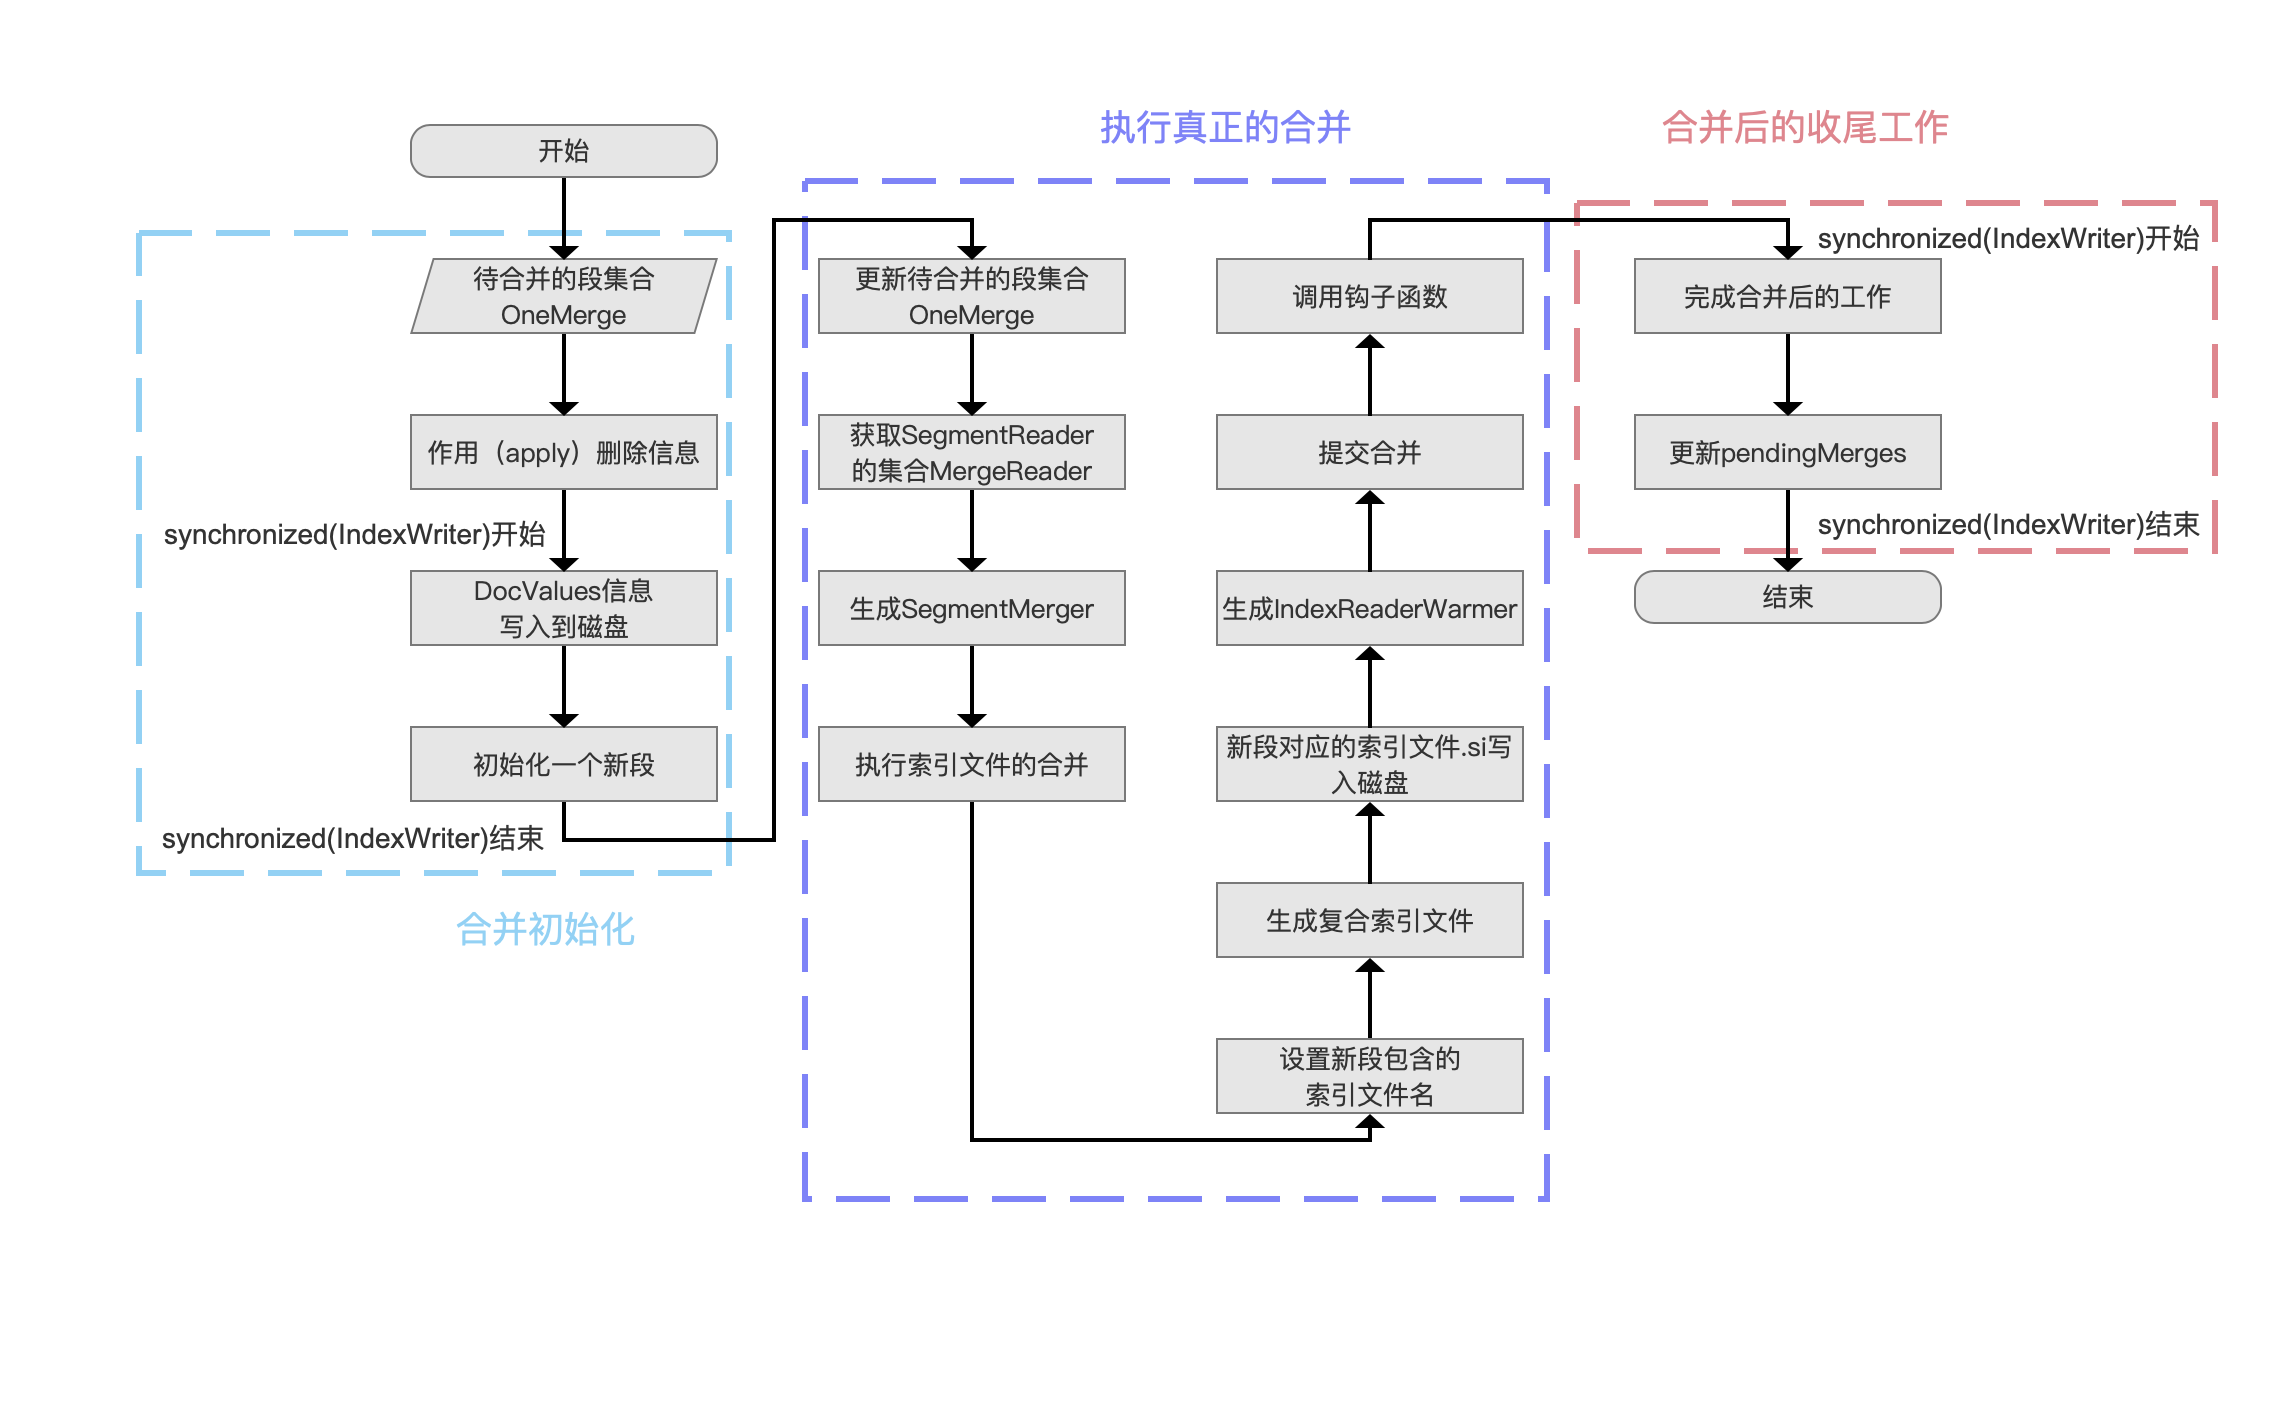 开始
待合并的段集合
OneMerge
作用（apply）删除信息
synchronized(IndexWriter)开始
DocValues信息
写入到磁盘
初始化一个新段
synchronized(IndexWriter)结束
合并初始化
执行真正的合并
更新待合并的段集合
OneMerge
获取SegmentReader
的集合MergeReader
生成SegmentMerger
执行索引文件的合并
设置新段包含的
索引文件名
生成复合索引文件
新段对应的索引文件.si写
入磁盘
生成IndexReaderWarmer
提交合并
调用钩子函数
合并后的收尾工作
synchronized(IndexWriter)开始
完成合并后的工作
更新pendingMerges
synchronized(IndexWriter)结束
结束